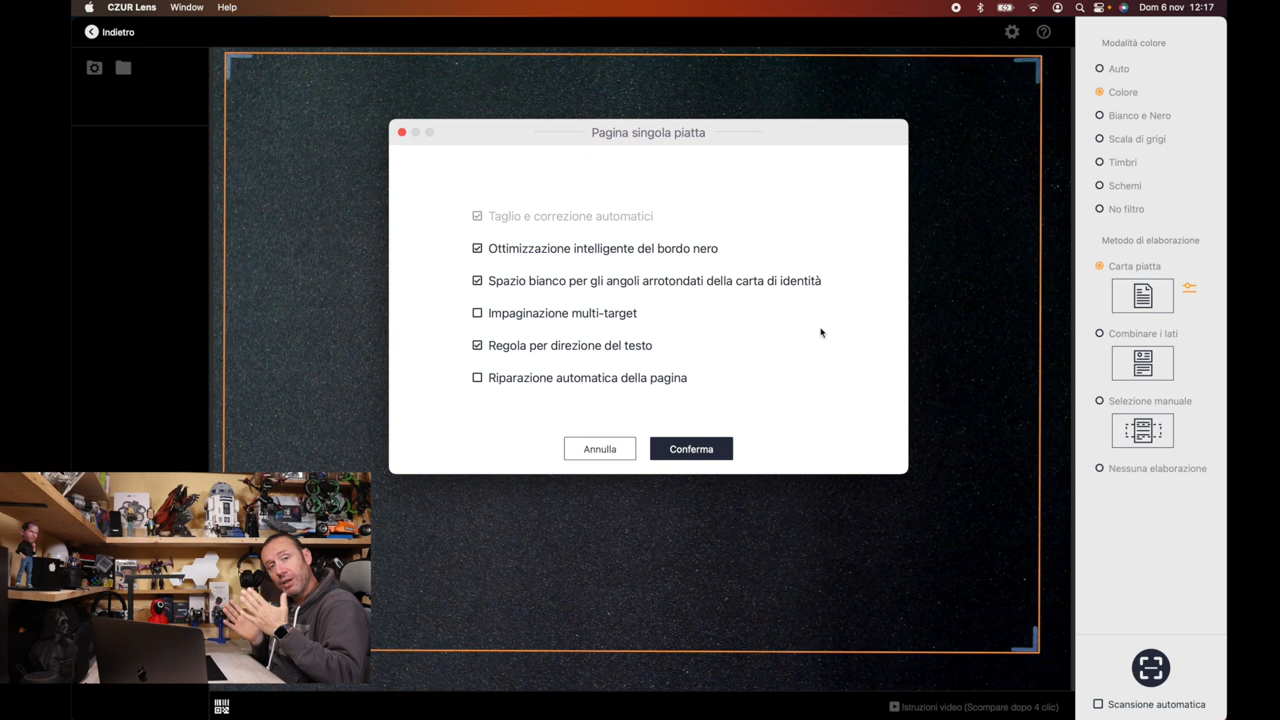 CZUR Lens Window Help
Dom 6 nov 12:17
Indietro
Pagina singola piatta
Taglio e correzione automatici
Ottimizzazione intelligente del bordo nero
Spazio bianco per gli angoli arrotondati della carta di identità
Impaginazione multi-target
Regola per direzione del testo
Riparazione automatica della pagina
Annulla
Conferma
Modalità colore
Auto
Colore
Bianco e Nero
Scala di grigi
Timbri
Schemi
No filtro
Metodo di elaborazione
Carta piatta
Combinare i lati
Selezione manuale
Nessuna elaborazione
Scansione automatica
Istruzioni video (Scompare dopo 4 clic)